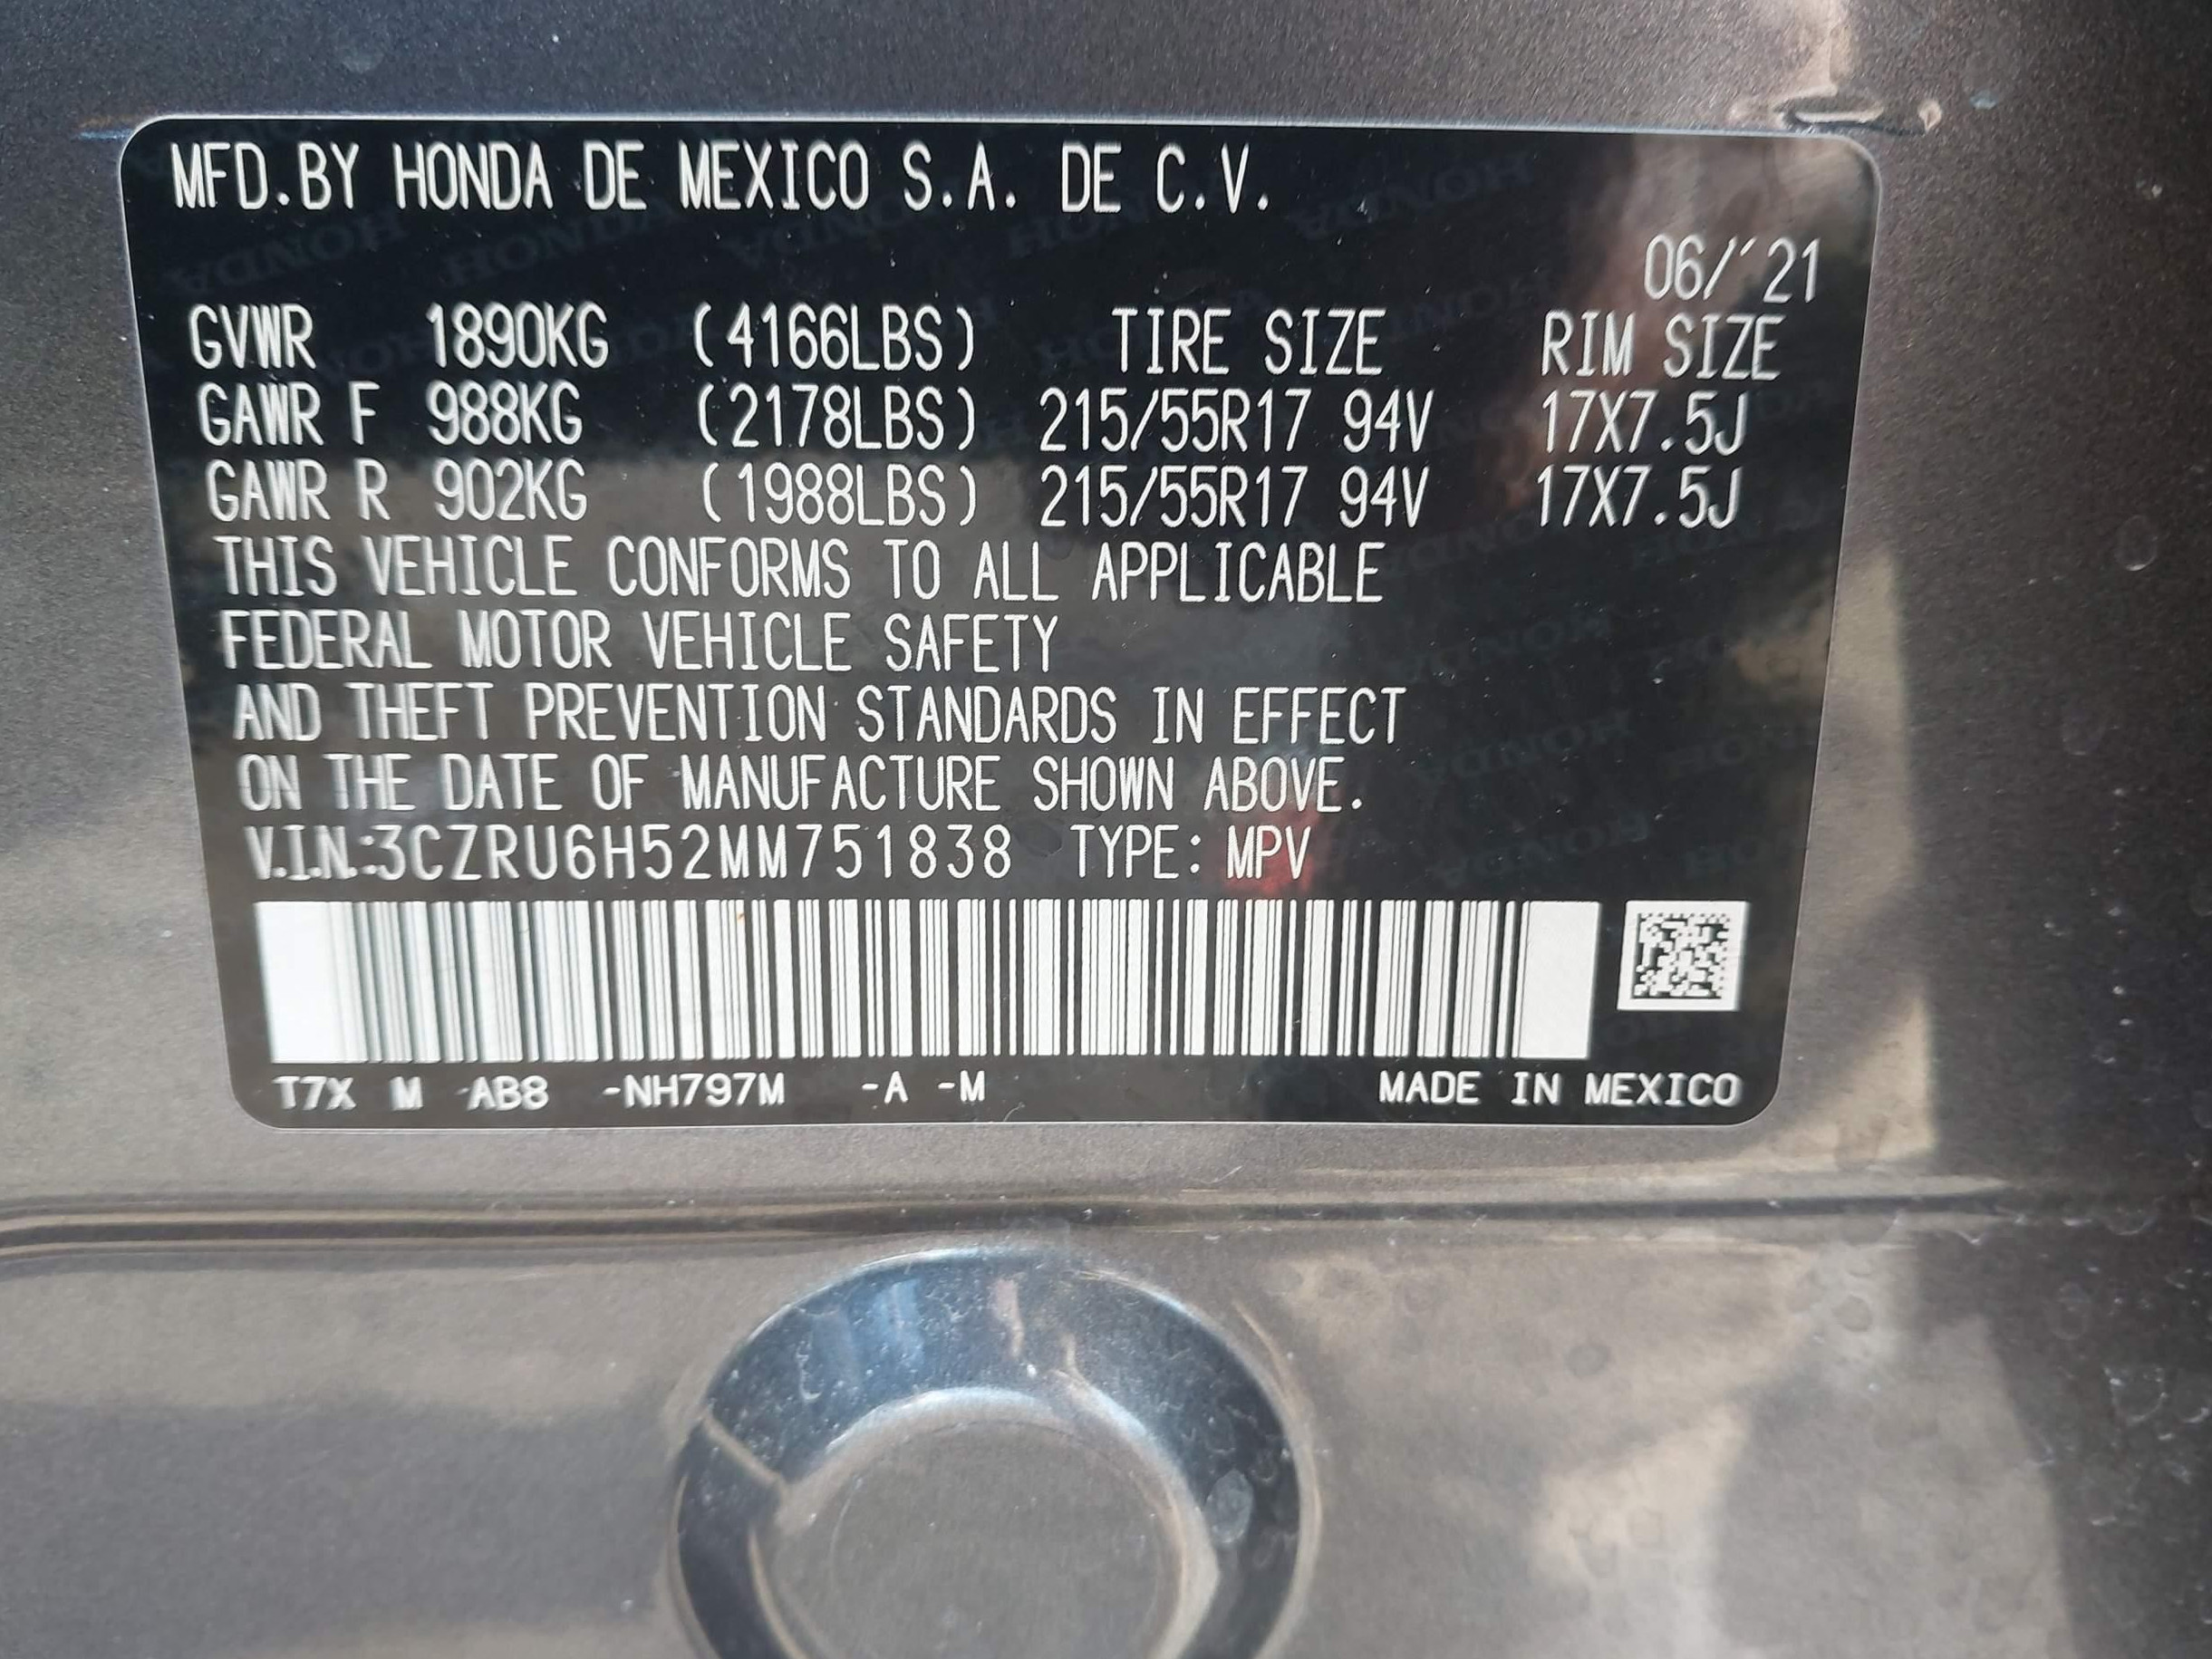 MFD.BY HONDA DE MEXICO S.A. DE C.V.
06/'21
GVWR 1890KG (4166LBS) TIRE SIZE RIM SIZE
GAWR F 988KG (2178LBS) 215/55R17 94V 17X7.5J
GAWR R 902KG (1988LBS) 215/55R17 94V 17X7.5J
THIS VEHICLE CONFORMS TO ALL APPLICABLE
FEDERAL MOTOR VEHICLE SAFETY
AND THEFT PREVENTION STANDARDS IN EFFECT
ON THE DATE OF MANUFACTURE SHOWN ABOVE.
V.I.N.:3CZRU6H52MM751838 TYPE: MPV
T7X M AB8 -NH797M -A -M MADE IN MEXICO